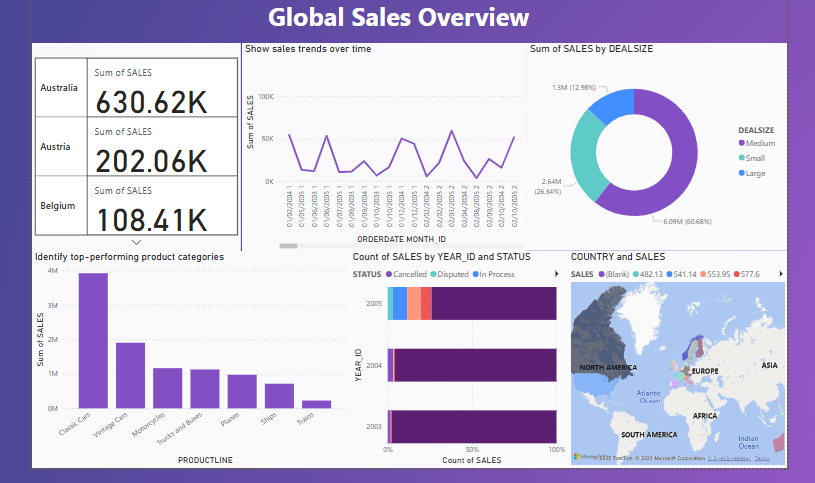 Global Sales Overview
Australia
Sum of SALES
630.62K
Austria
Sum of SALES
202.06K
Belgium
Sum of SALES
108.41K
Show sales trends over time
Sum of SALES
100K
50K
0K
01/02/2004 1
01/02/2005 1
01/06/2003 1
01/06/2005 1
01/07/2005 1
01/09/2003 1
01/09/2004 1
01/10/2003 1
01/10/2004 1
01/12/2004 1
02/02/2004 2
02/02/2005 2
02/03/2005 2
02/04/2004 2
02/06/2005 2
02/09/2004 2
02/10/2004 2
02/10/2005 2
ORDERDATE MONTH_ID
Sum of SALES by DEALSIZE
1.3M (12.98%)
2.64M
(26.34%)
6.09M (60.68%)
DEALSIZE
Medium
Small
Large
Identify top-performing product categories
Sum of SALES
4M
3M
2M
1M
0M
Classic Cars
Vintage Cars
Motorcycles
Trucks and Buses
Planes
Ships
Trains
PRODUCTLINE
Count of SALES by YEAR_ID and STATUS
STATUS Cancelled Disputed In Process
YEAR_ID
2005
2004
2003
0% 50% 100%
Count of SALES
COUNTRY and SALES
SALES (Blank) 482.13 541.14 553.95 577.6
NORTH AMERICA
EUROPE
ASIA
Atlantic
Ocean
AFRICA
SOUTH AMERICA
Indian
Ocean
© 2025 TomTom, © 2025 Microsoft Corporation, © OpenStreetMap Terms